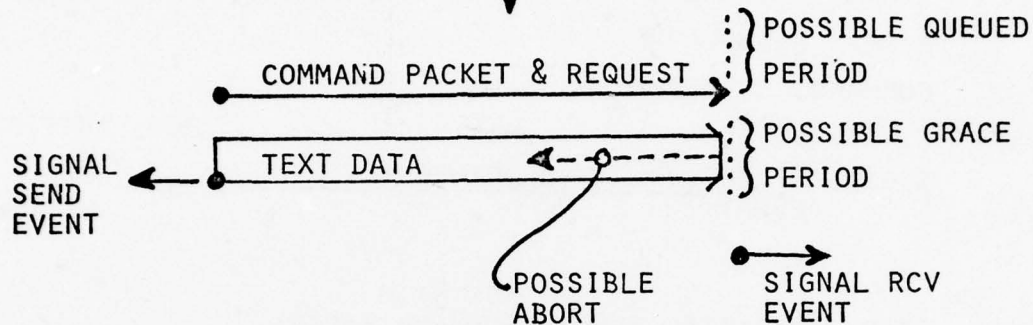 POSSIBLE QUEUED
PERIOD
COMMAND PACKET & REQUEST
POSSIBLE GRACE
PERIOD
TEXT DATA
SIGNAL
SEND
EVENT
POSSIBLE
ABORT
SIGNAL RCV
EVENT